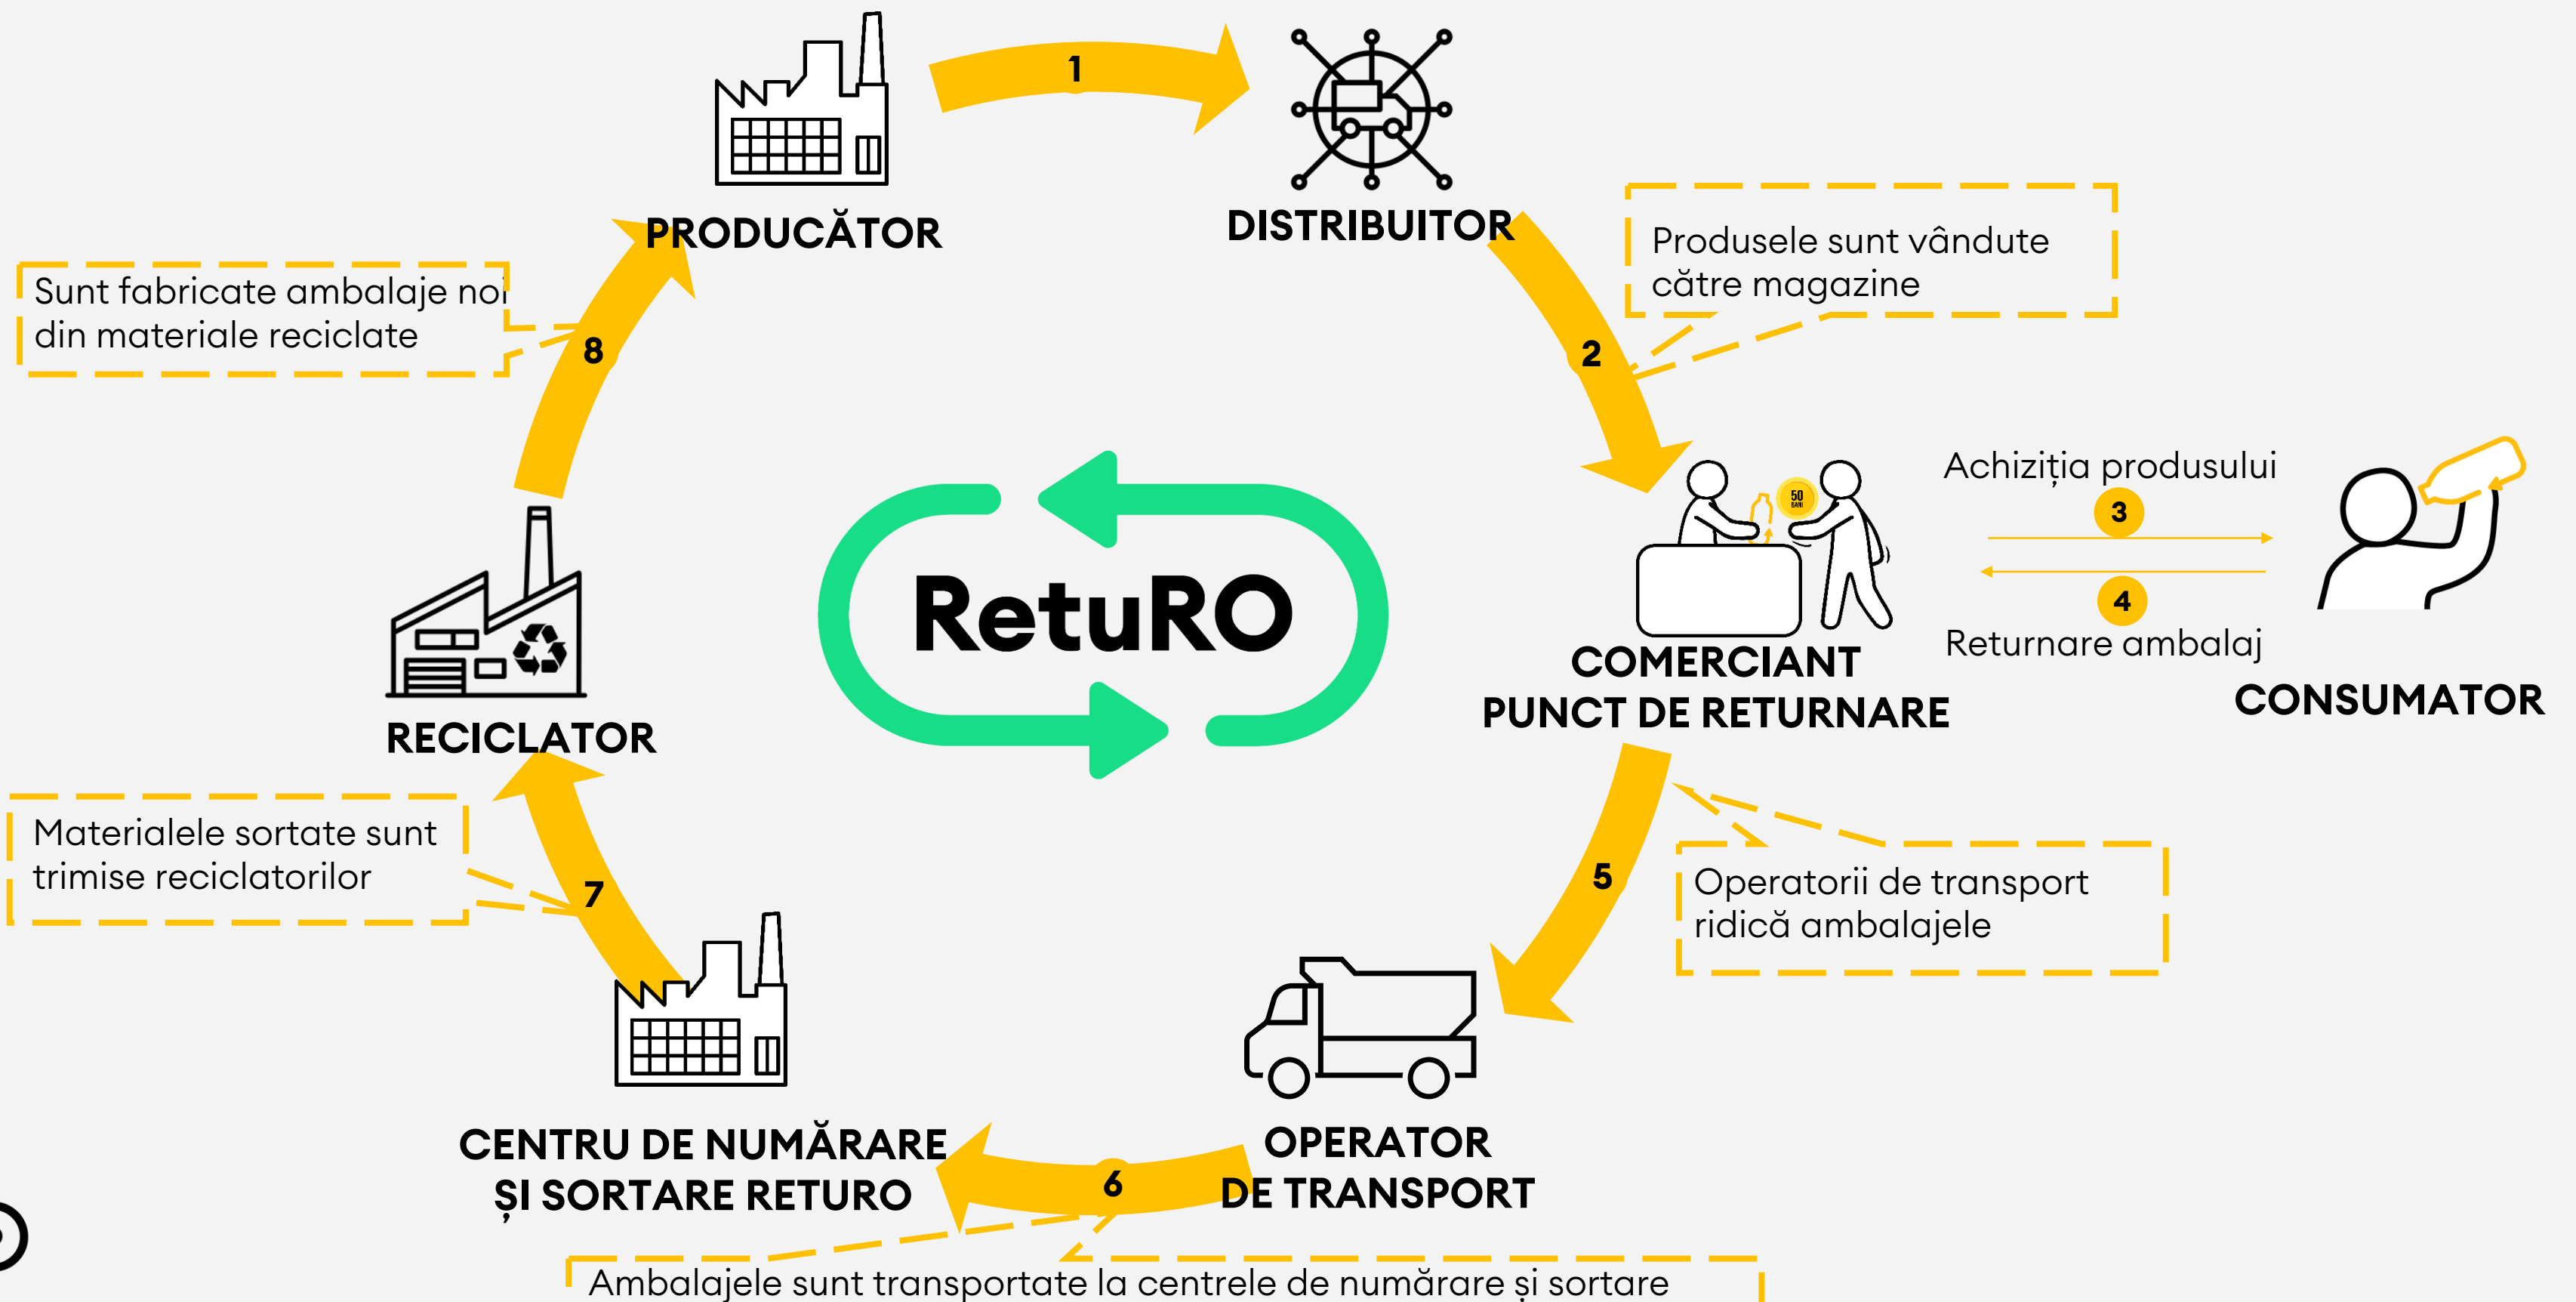 1
PRODUCĂTOR
DISTRIBUITOR
Produsele sunt vândute
către magazine
2
Sunt fabricate ambalaje noi
din materiale reciclate
8
RetuRO
50
BANI
Achiziția produsului
3
4
Returnare ambalaj
COMERCIANT
PUNCT DE RETURNARE
CONSUMATOR
RECICLATOR
Materialele sortate sunt
trimise reciclatorilor
7
5
Operatorii de transport
ridică ambalajele
CENTRU DE NUMĂRARE
ȘI SORTARE RETURO
6
OPERATOR
DE TRANSPORT
Ambalajele sunt transportate la centrele de numărare și sortare